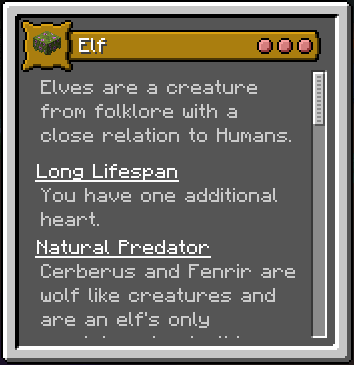 Elf
Elves are a creature
from folklore with a
close relation to Humans.
Long Lifespan
You have one additional
heart.
Natural Predator
Cerberus and Fenrir are
wolf like creatures and
are an elf's only